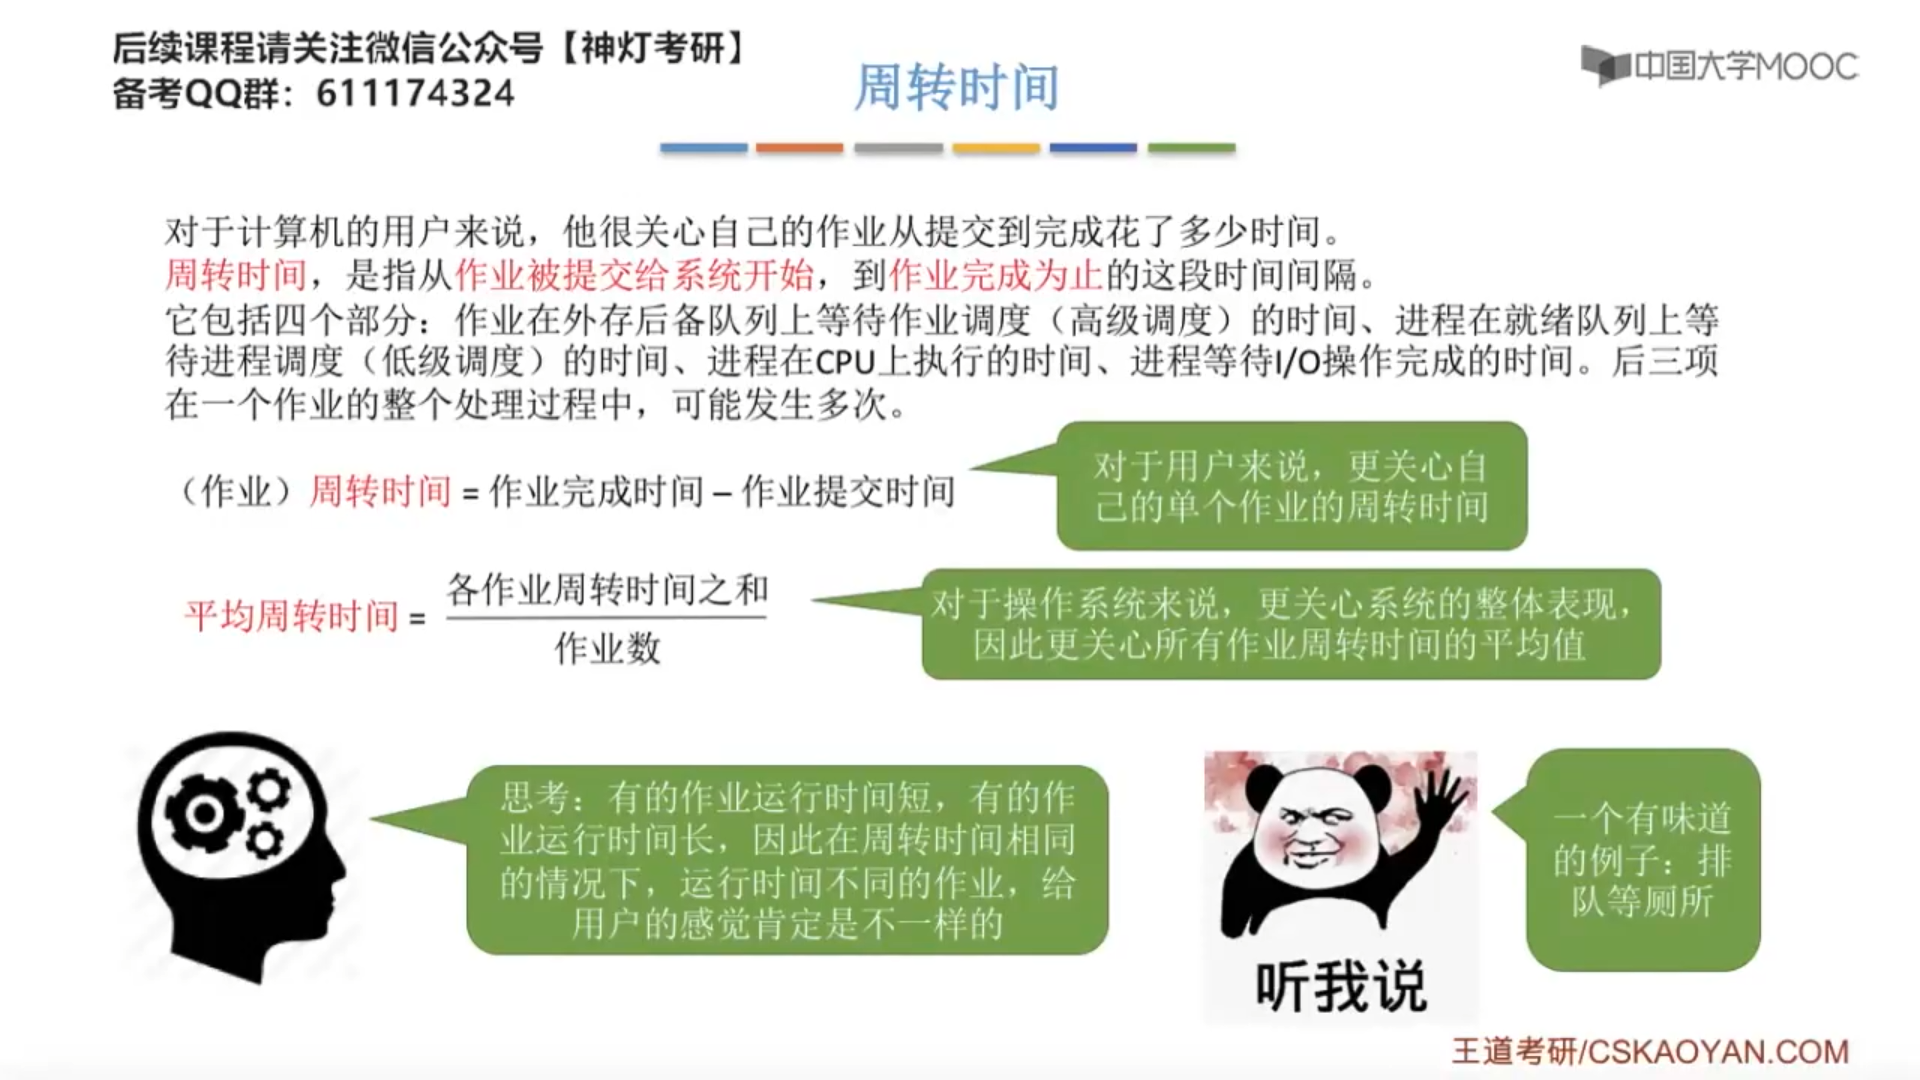 后续课程请关注微信公众号【神灯考研】
备考QQ群：611174324
周转时间
中国大学MOOC
对于计算机的用户来说，他很关心自己的作业从提交到完成花了多少时间。
周转时间，是指从作业被提交给系统开始，到作业完成为止的这段时间间隔。
它包括四个部分：作业在外存后备队列上等待作业调度（高级调度）的时间、进程在就绪队列上等
待进程调度（低级调度）的时间、进程在CPU上执行的时间、进程等待I/O操作完成的时间。后三项
在一个作业的整个处理过程中，可能发生多次。
（作业）周转时间 = 作业完成时间 – 作业提交时间
对于用户来说，更关心自
己的单个作业的周转时间
平均周转时间 =
各作业周转时间之和
作业数
对于操作系统来说，更关心系统的整体表现，
因此更关心所有作业周转时间的平均值
思考：有的作业运行时间短，有的作
业运行时间长，因此在周转时间相同
的情况下，运行时间不同的作业，给
用户的感觉肯定是不一样的
听我说
一个有味道
的例子：排
队等厕所
王道考研/CSKAOYAN.COM